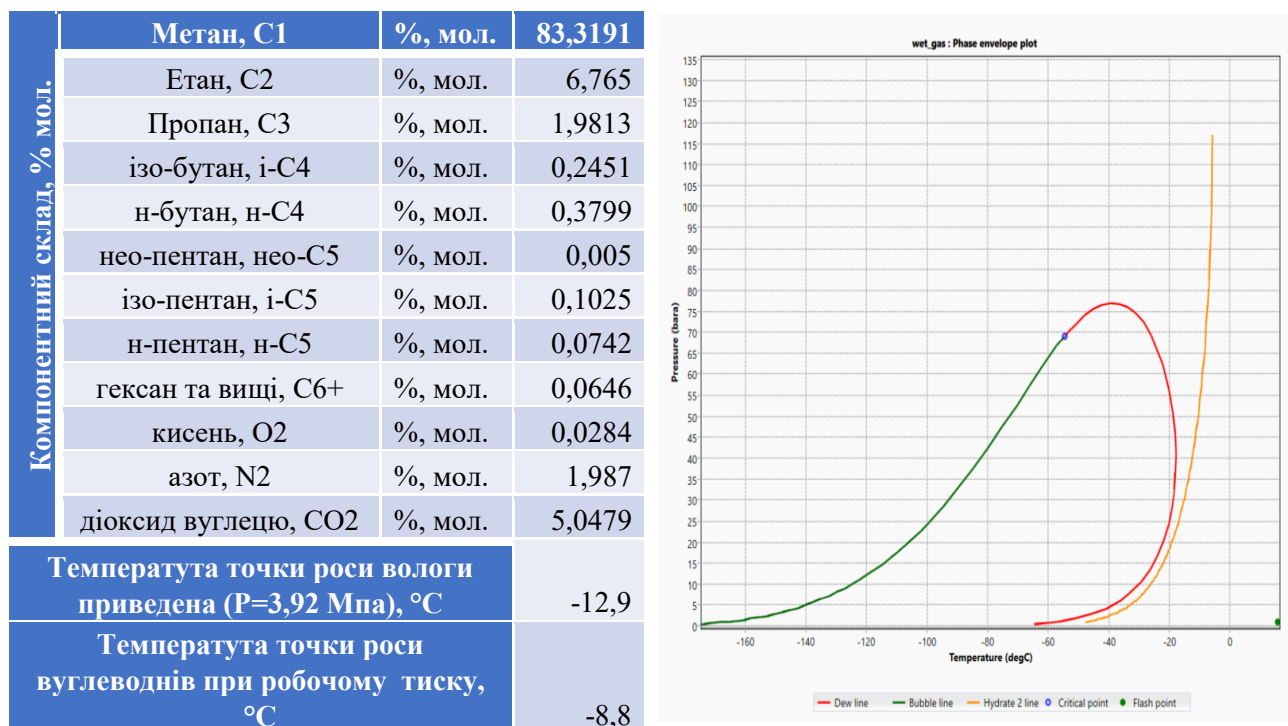 Метан, С1 %, мол. 83,3191
Компонентний склад, % мол.
Етан, С2 %, мол. 6,765
Пропан, С3 %, мол. 1,9813
ізо-бутан, і-С4 %, мол. 0,2451
н-бутан, н-С4 %, мол. 0,3799
нео-пентан, нео-С5 %, мол. 0,005
ізо-пентан, і-С5 %, мол. 0,1025
н-пентан, н-С5 %, мол. 0,0742
гексан та вищі, С6+ %, мол. 0,0646
кисень, О2 %, мол. 0,0284
азот, N2 %, мол. 1,987
діоксид вуглецю, СО2 %, мол. 5,0479
Температута точки роси вологи
приведена (Р=3,92 Мпа), °С -12,9
Температута точки роси
вуглеводнів при робочому тиску,
°С -8,8
wet_gas : Phase envelope plot
135
130
125
120
115
110
105
100
95
90
85
80
75
70
65
60
55
50
45
40
35
30
25
20
15
10
5
0
Pressure (bara)
-160 -140 -120 -100 -80 -60 -40 -20 0
Temperature (degC)
Dew line Bubble line Hydrate 2 line Critical point Flash point